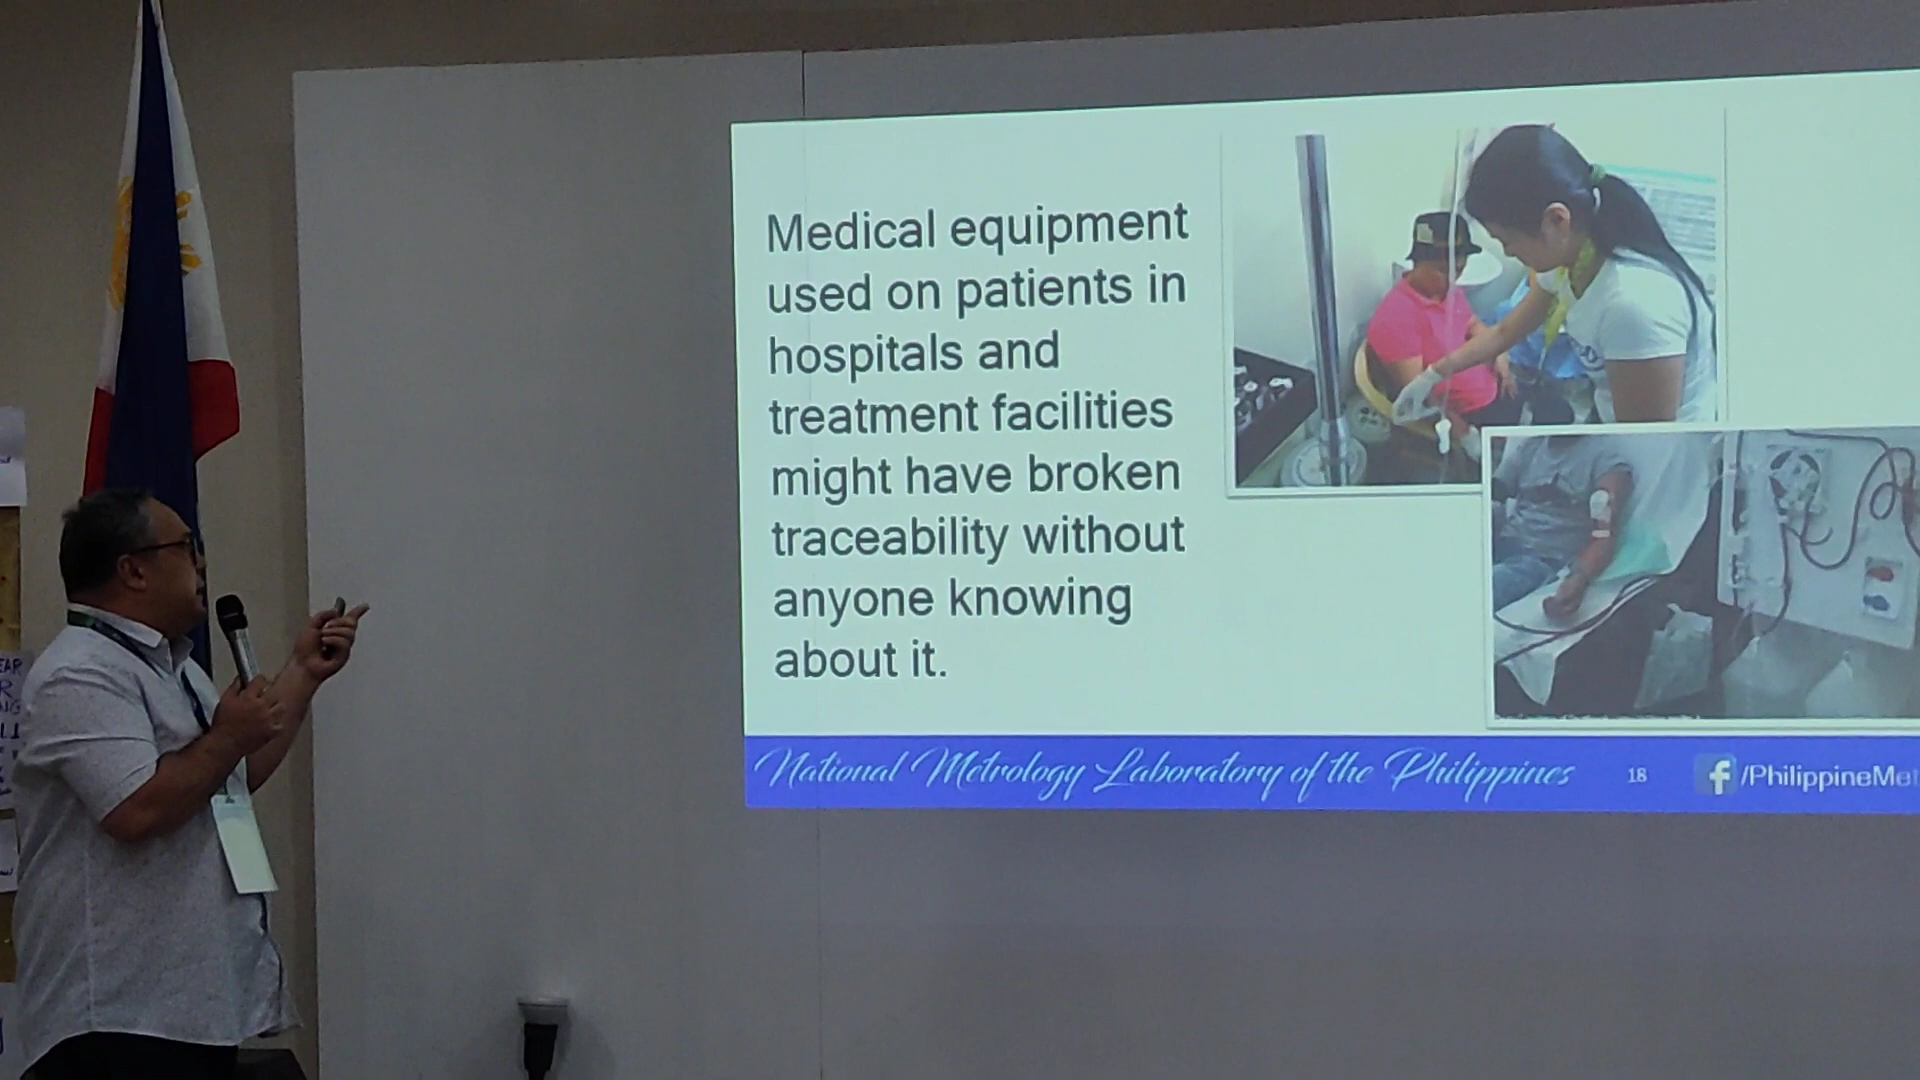 Medical equipment
used on patients in
hospitals and
treatment facilities
might have broken
traceability without
anyone knowing
about it.
National Metrology Laboratory of the Philippines
18
f /PhilippineMet